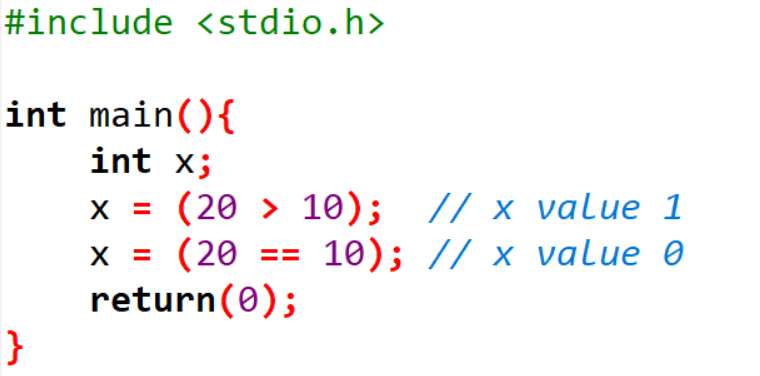 #include <stdio.h>
int main(){
    int x;
    x = (20 > 10);  // x value 1
    x = (20 == 10); // x value 0
    return(0);
}